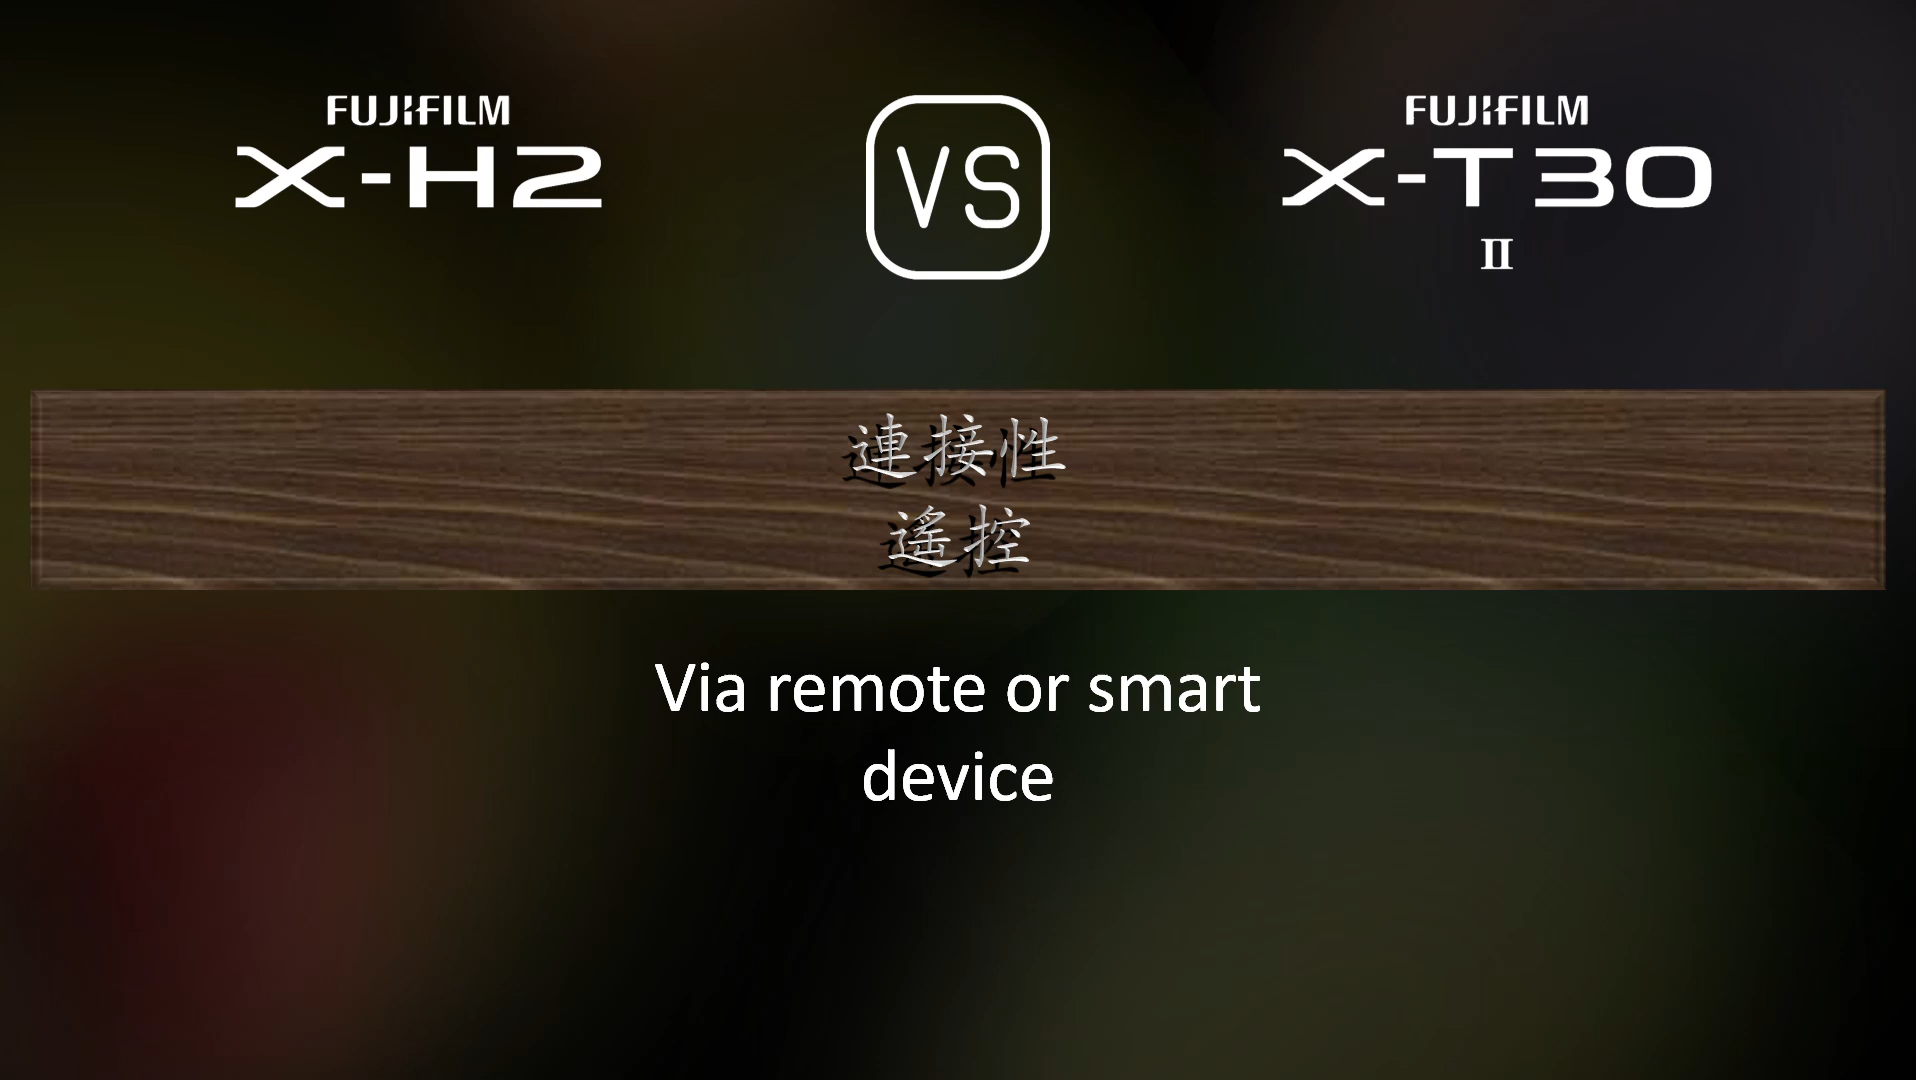 FUJIFILM
X-H2
VS
FUJIFILM
X-T30
II
連接性
遙控
Via remote or smart
device